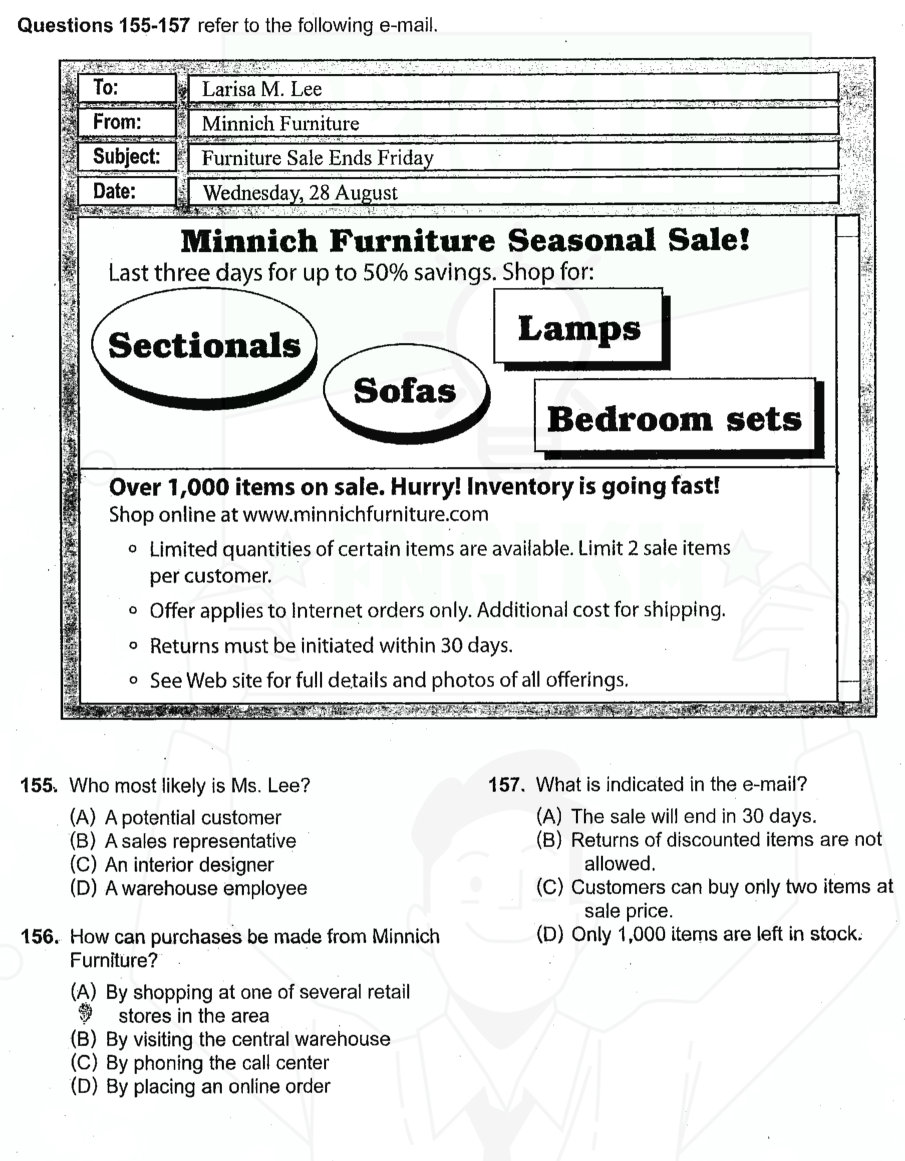 Questions 155-157 refer to the following e-mail.
To: Larisa M. Lee
From: Minnich Furniture
Subject: Furniture Sale Ends Friday
Date: Wednesday, 28 August
Minnich Furniture Seasonal Sale!
Last three days for up to 50% savings. Shop for:
Sectionals
Lamps
Sofas
Bedroom sets
Over 1,000 items on sale. Hurry! Inventory is going fast!
Shop online at www.minnichfurniture.com
° Limited quantities of certain items are available. Limit 2 sale items
per customer.
° Offer applies to Internet orders only. Additional cost for shipping.
° Returns must be initiated within 30 days.
° See Web site for full details and photos of all offerings.
155. Who most likely is Ms. Lee?
(A) A potential customer
(B) A sales representative
(C) An interior designer
(D) A warehouse employee
156. How can purchases be made from Minnich
Furniture?
(A) By shopping at one of several retail
stores in the area
(B) By visiting the central warehouse
(C) By phoning the call center
(D) By placing an online order
157. What is indicated in the e-mail?
(A) The sale will end in 30 days.
(B) Returns of discounted items are not
allowed.
(C) Customers can buy only two items at
sale price.
(D) Only 1,000 items are left in stock.
ENGLISH